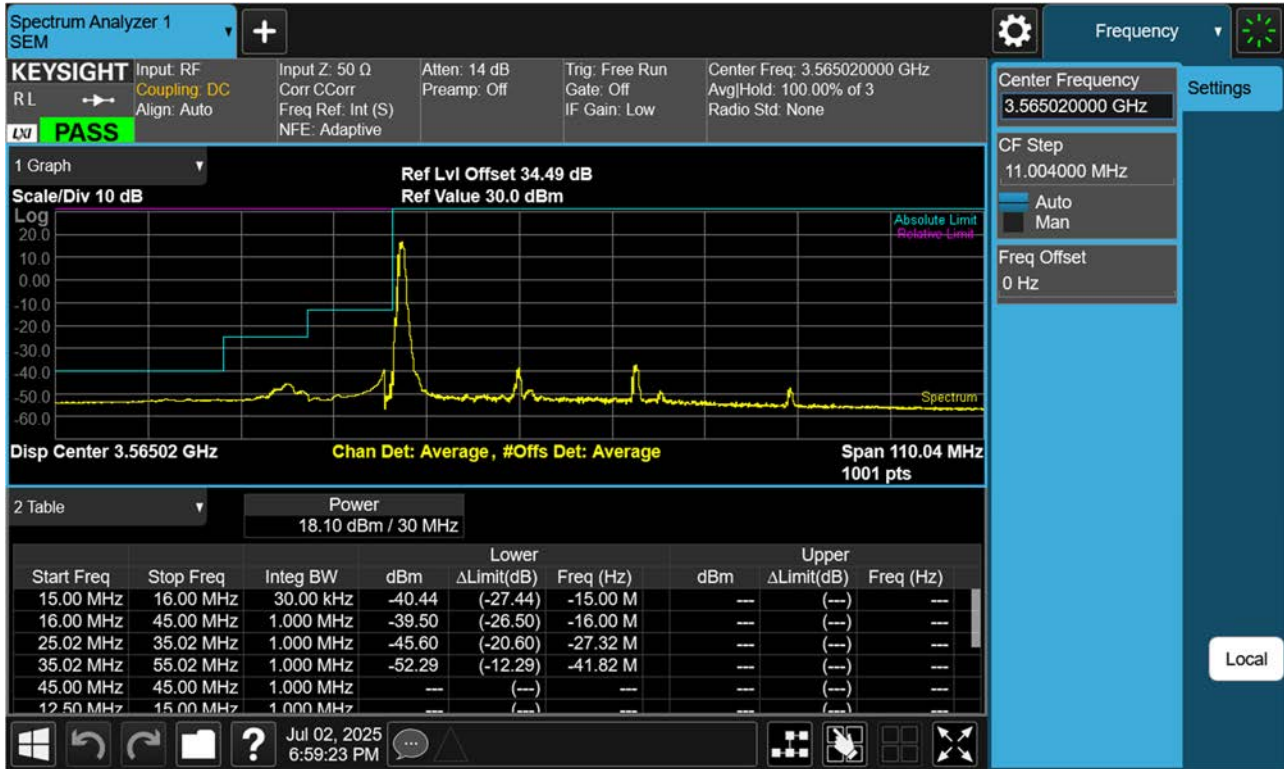 Spectrum Analyzer 1
SEM
Frequency
KEYSIGHT
R L
LXI PASS
Input: RF
Coupling: DC
Align: Auto
Input Z: 50 Ω
Corr CCorr
Freq Ref: Int (S)
NFE: Adaptive
Atten: 14 dB
Preamp: Off
Trig: Free Run
Gate: Off
IF Gain: Low
Center Freq: 3.565020000 GHz
Avg|Hold: 100.00% of 3
Radio Std: None
Center Frequency
3.565020000 GHz
Settings
CF Step
11.004000 MHz
Auto
Man
Freq Offset
0 Hz
Local
1 Graph
Scale/Div 10 dB
Ref Lvl Offset 34.49 dB
Ref Value 30.0 dBm
Log
20.0
10.0
0.00
-10.0
-20.0
-30.0
-40.0
-50.0
-60.0
Absolute Limit
Relative Limit
Spectrum
Disp Center 3.56502 GHz
Chan Det: Average , #Offs Det: Average
Span 110.04 MHz
1001 pts
2 Table
Power
18.10 dBm / 30 MHz
Lower Upper
Start Freq Stop Freq Integ BW dBm ΔLimit(dB) Freq (Hz) dBm ΔLimit(dB) Freq (Hz)
15.00 MHz 16.00 MHz 30.00 kHz -40.44 (-27.44) -15.00 M --- (---) ---
16.00 MHz 45.00 MHz 1.000 MHz -39.50 (-26.50) -16.00 M --- (---) ---
25.02 MHz 35.02 MHz 1.000 MHz -45.60 (-20.60) -27.32 M --- (---) ---
35.02 MHz 55.02 MHz 1.000 MHz -52.29 (-12.29) -41.82 M --- (---) ---
45.00 MHz 45.00 MHz 1.000 MHz --- (---) --- --- (---) ---
12.50 MHz 15.00 MHz 1.000 MHz --- (---) --- --- (---) ---
Jul 02, 2025
6:59:23 PM